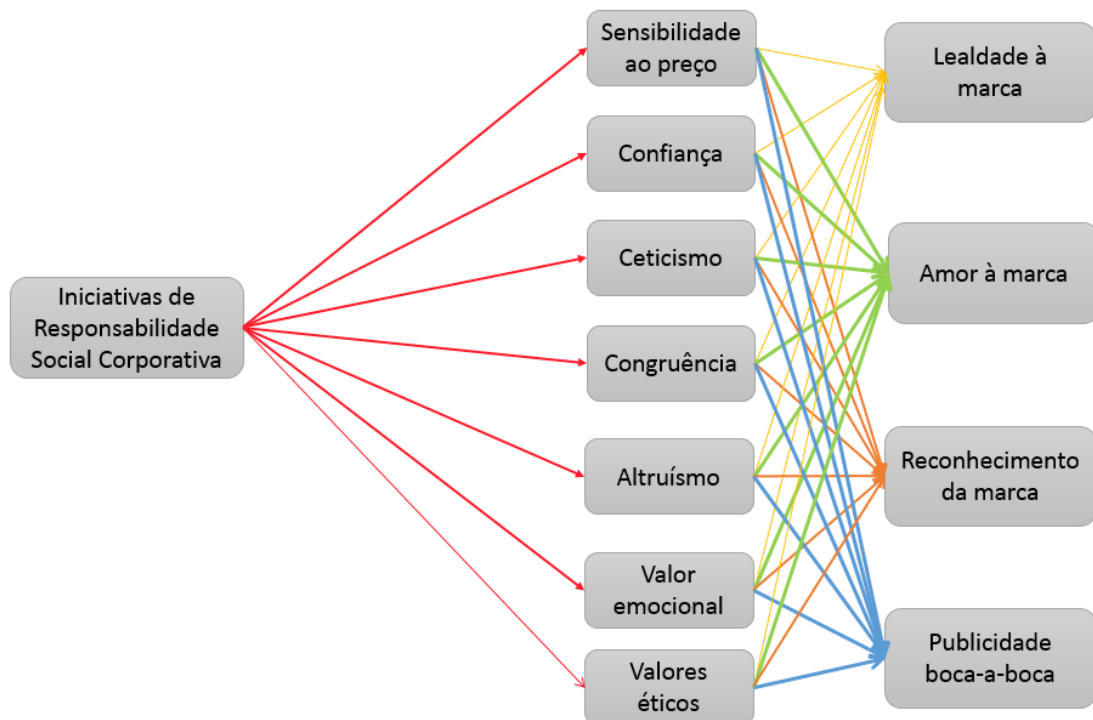 Iniciativas de
Responsabilidade
Social Corporativa
Sensibilidade
ao preço
Confiança
Ceticismo
Congruência
Altruísmo
Valor
emocional
Valores
éticos
Lealdade à
marca
Amor à marca
Reconhecimento
da marca
Publicidade
boca-a-boca